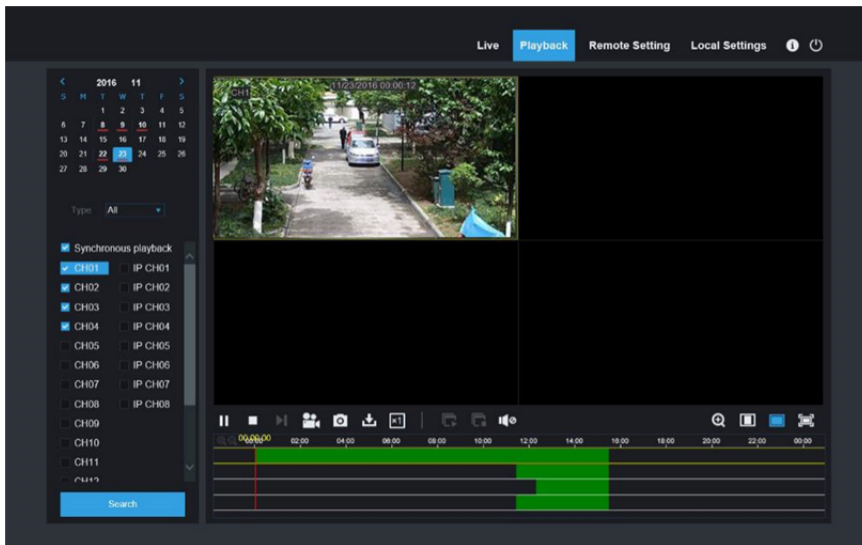 Live Playback Remote Setting Local Settings
2016 11
S M T W T F S
1 2 3 4 5
6 7 8 9 10 11 12
13 14 15 16 17 18 19
20 21 22 23 24 25 26
27 28 29 30
Type All
Synchronous playback
CH01 IP CH01
CH02 IP CH02
CH03 IP CH03
CH04 IP CH04
CH05 IP CH05
CH06 IP CH06
CH07 IP CH07
CH08 IP CH08
CH09
CH10
CH11
CH12
Search
CH1 11/23/2016 00:00:12
×1
00:00:00
00:00 02:00 04:00 06:00 08:00 10:00 12:00 14:00 16:00 18:00 20:00 22:00 00:00